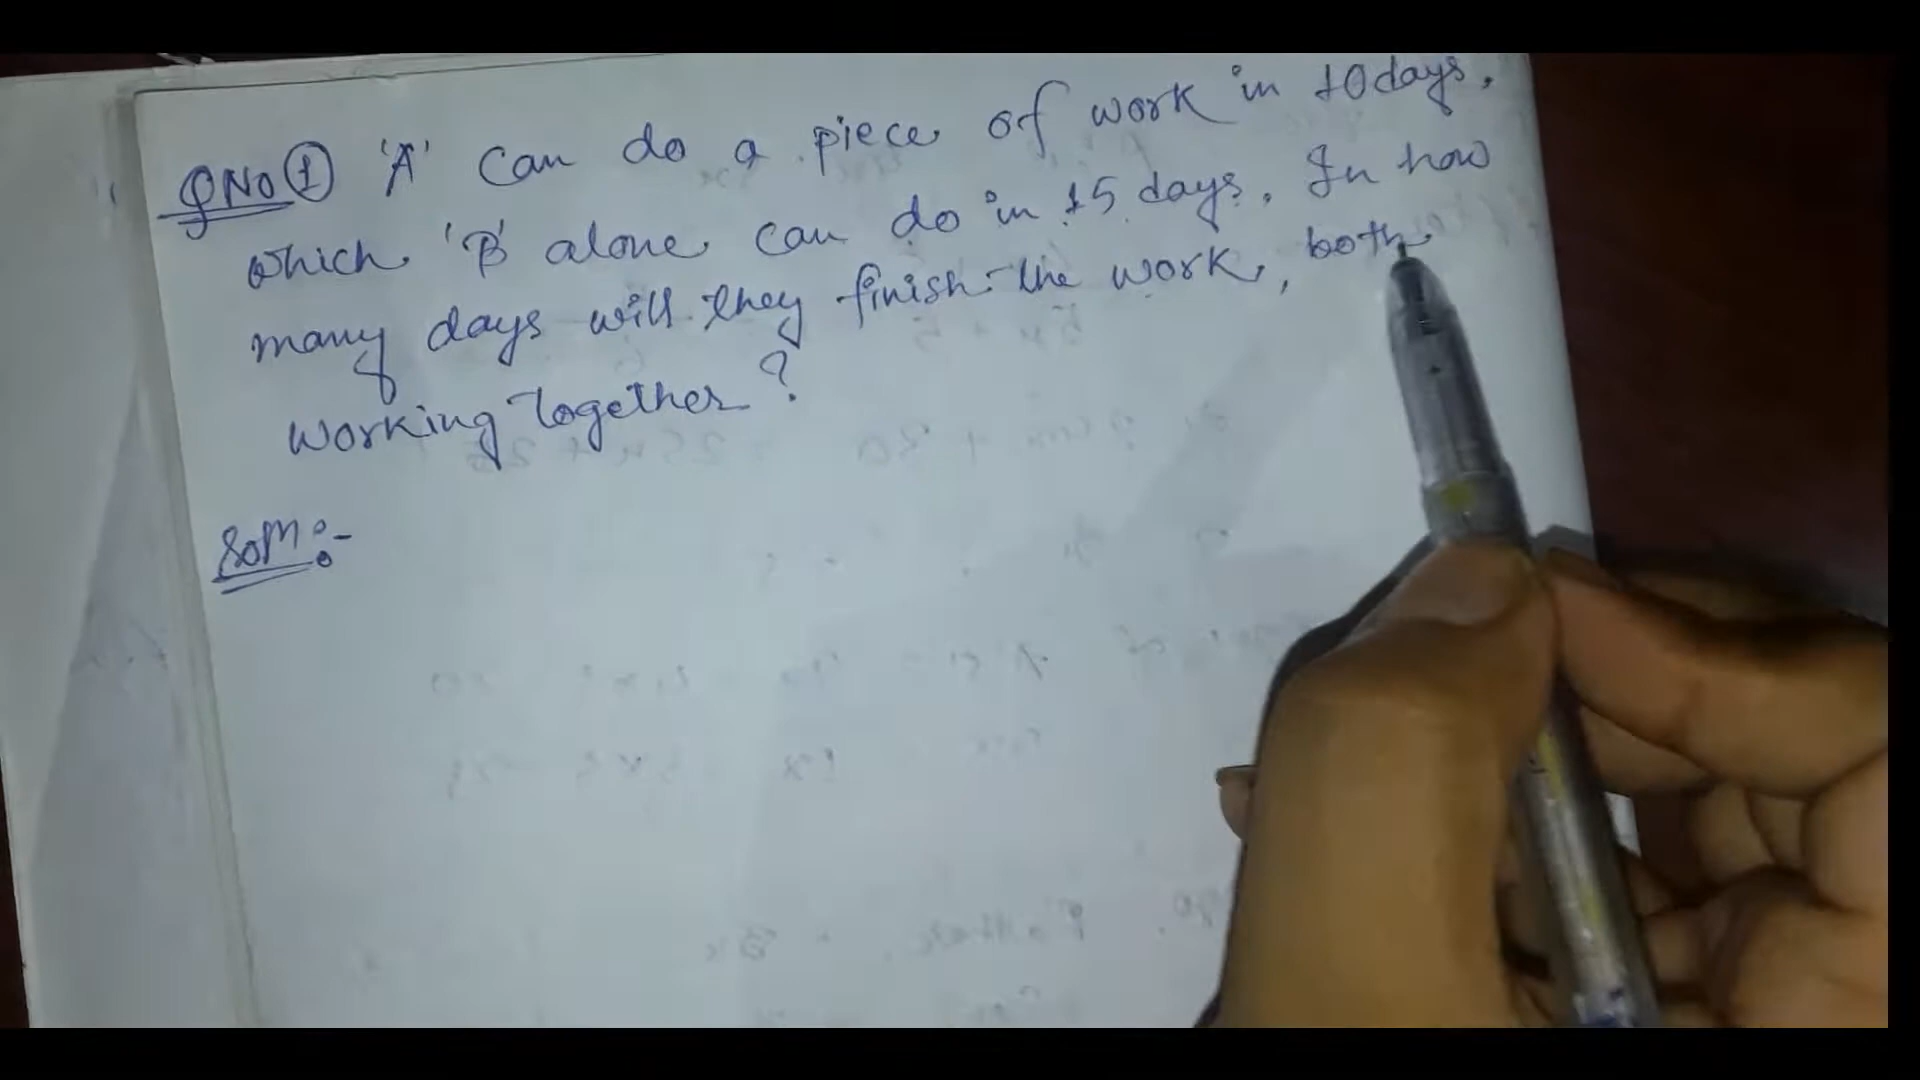 QNo ① 'A' can do a piece of work in 10 days,
which 'B' alone can do in 15 days. In how
many days will they finish the work, both
working together?
Soln:-